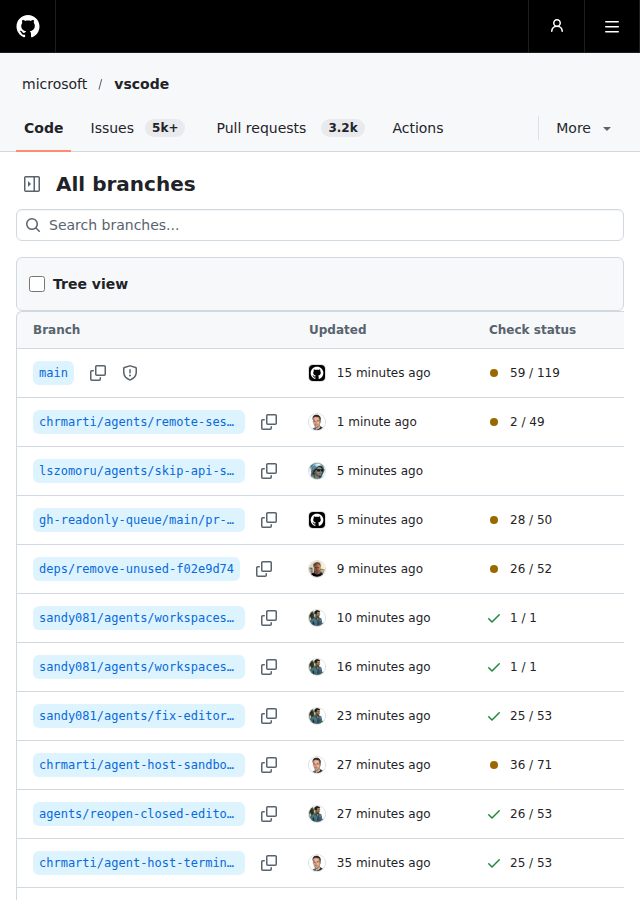 microsoft / vscode
Code Issues 5k+ Pull requests 3.2k Actions More
All branches
Search branches...
Tree view
Branch Updated Check status
main 15 minutes ago 59 / 119
chrmarti/agents/remote-ses… 1 minute ago 2 / 49
lszomoru/agents/skip-api-s… 5 minutes ago
gh-readonly-queue/main/pr-… 5 minutes ago 28 / 50
deps/remove-unused-f02e9d74 9 minutes ago 26 / 52
sandy081/agents/workspaces… 10 minutes ago 1 / 1
sandy081/agents/workspaces… 16 minutes ago 1 / 1
sandy081/agents/fix-editor… 23 minutes ago 25 / 53
chrmarti/agent-host-sandbo… 27 minutes ago 36 / 71
agents/reopen-closed-edito… 27 minutes ago 26 / 53
chrmarti/agent-host-termin… 35 minutes ago 25 / 53